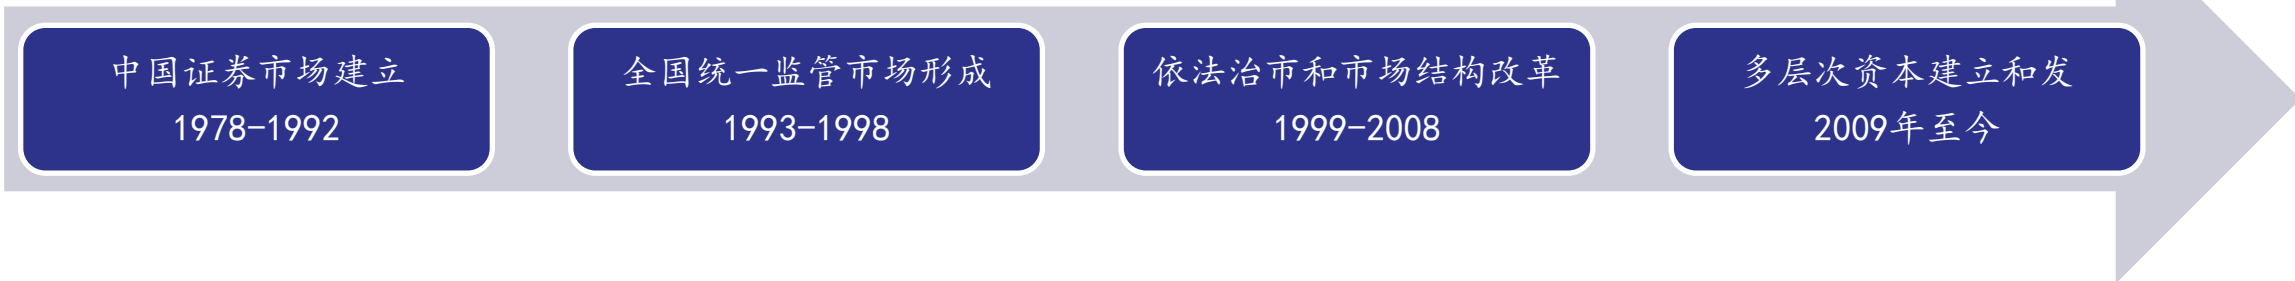 中国证券市场建立
1978-1992
全国统一监管市场形成
1993-1998
依法治市和市场结构改革
1999-2008
多层次资本建立和发
2009年至今